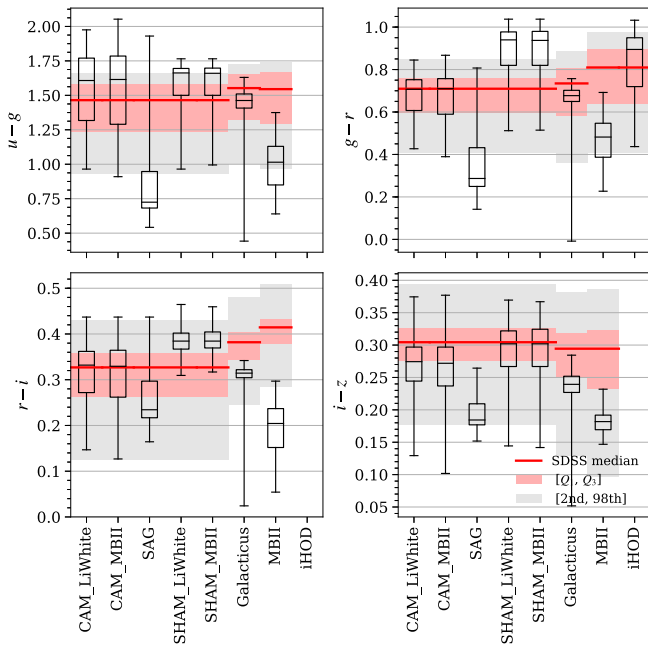 2.00
1.75
1.50
1.25
1.00
0.75
0.50
u − g
1.0
0.8
0.6
0.4
0.2
0.0
g − r
0.5
0.4
0.3
0.2
0.1
0.0
r − i
0.40
0.35
0.30
0.25
0.20
0.15
0.10
0.05
i − z
SDSS median
[Q1, Q3]
[2nd, 98th]
CAM_LiWhite
CAM_MBII
SAG
SHAM_LiWhite
SHAM_MBII
Galacticus
MBII
iHOD
CAM_LiWhite
CAM_MBII
SAG
SHAM_LiWhite
SHAM_MBII
Galacticus
MBII
iHOD